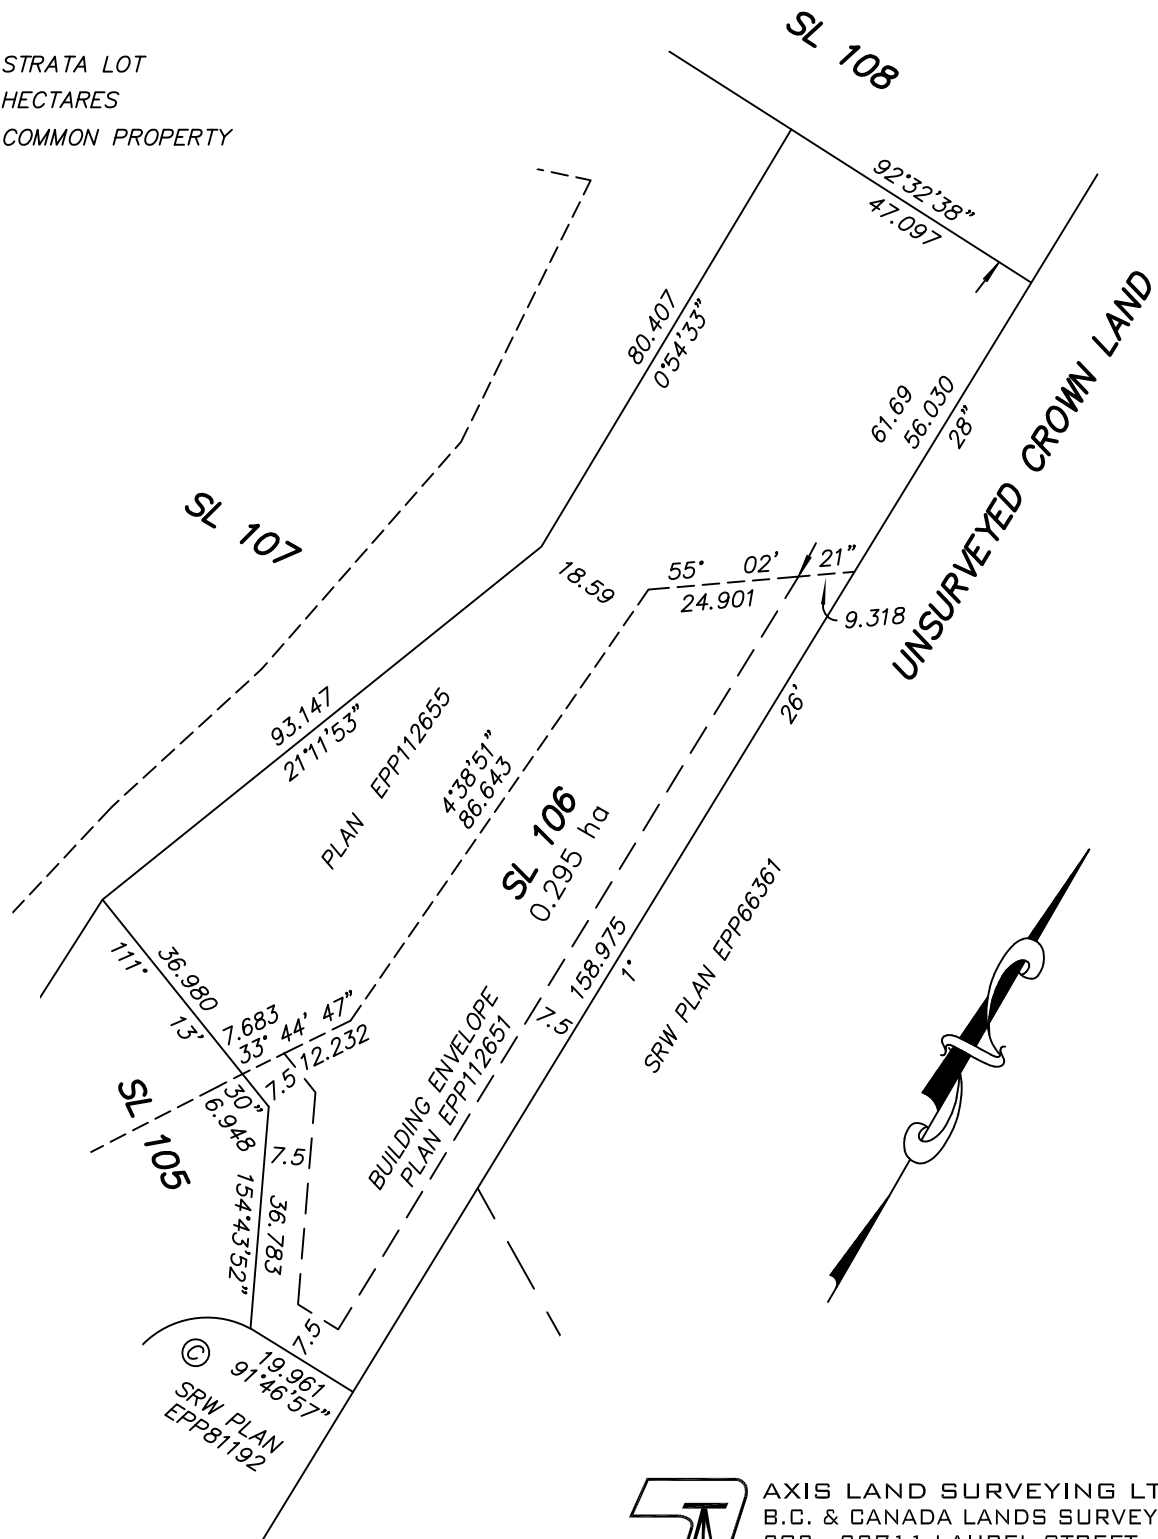 STRATA LOT
HECTARES
COMMON PROPERTY
SL 108
92°32'38"
47.097
80.407
0°54'33"
61.69
56.030
28"
UNSURVEYED CROWN LAND
SL 107
18.59
55° 02' 21"
24.901
9.318
26'
93.147
21°11'53"
PLAN EPP112655
4°38'51"
86.643
SL 106
0.295 ha
158.975
1°
7.5
SRW PLAN EPP66361
111°
36.980
13'
7.683
33° 44' 47"
12.232
7.5
30"
6.948
SL 105
7.5
BUILDING ENVELOPE
PLAN EPP112651
154°43'52"
36.783
7.5
C
19.961
91°46'57"
SRW PLAN
EPP81192
AXIS LAND SURVEYING LT
B.C. & CANADA LANDS SURVEY